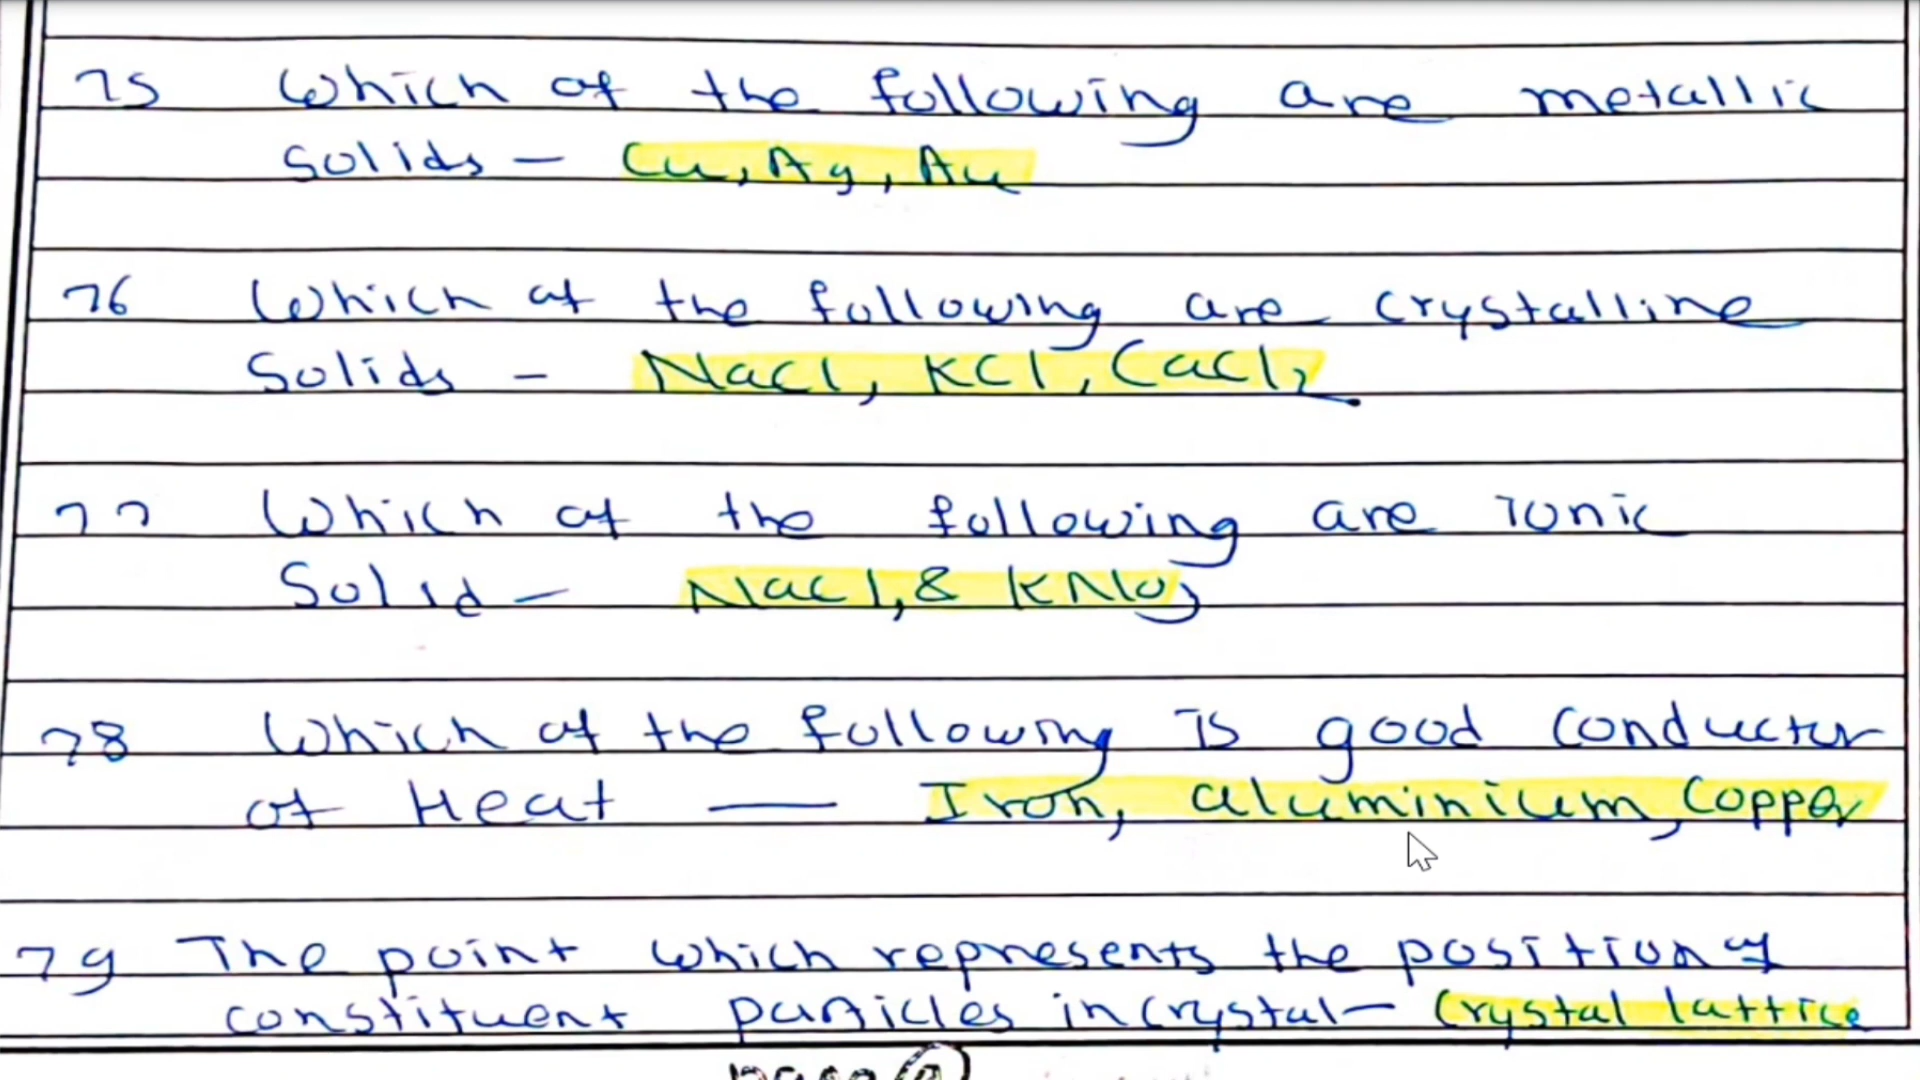 75 Which of the following are metallic
Solids - Cu, Ag, Au
76 Which of the following are crystalline
Solids - NaCl, KCl, CaCl2
77 Which of the following are Ionic
Solid - NaCl, & KNO3
78 Which of the following is good conductor
of Heat - Iron, aluminium, Copper
79 The point which represents the position of
constituent particles in crystal - Crystal lattice